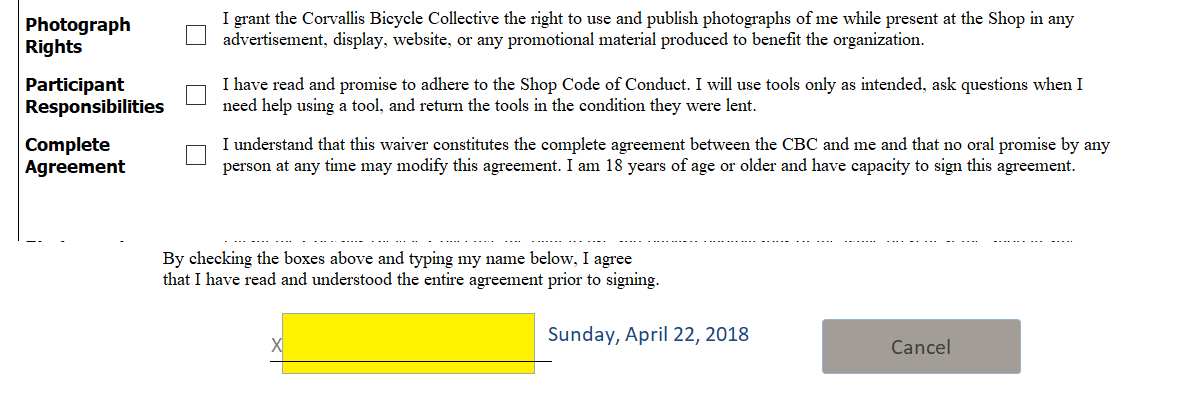 Photograph Rights
I grant the Corvallis Bicycle Collective the right to use and publish photographs of me while present at the Shop in any
advertisement, display, website, or any promotional material produced to benefit the organization.
Participant Responsibilities
I have read and promise to adhere to the Shop Code of Conduct. I will use tools only as intended, ask questions when I
need help using a tool, and return the tools in the condition they were lent.
Complete Agreement
I understand that this waiver constitutes the complete agreement between the CBC and me and that no oral promise by any
person at any time may modify this agreement. I am 18 years of age or older and have capacity to sign this agreement.
By checking the boxes above and typing my name below, I agree
that I have read and understood the entire agreement prior to signing.
X
Sunday, April 22, 2018
Cancel